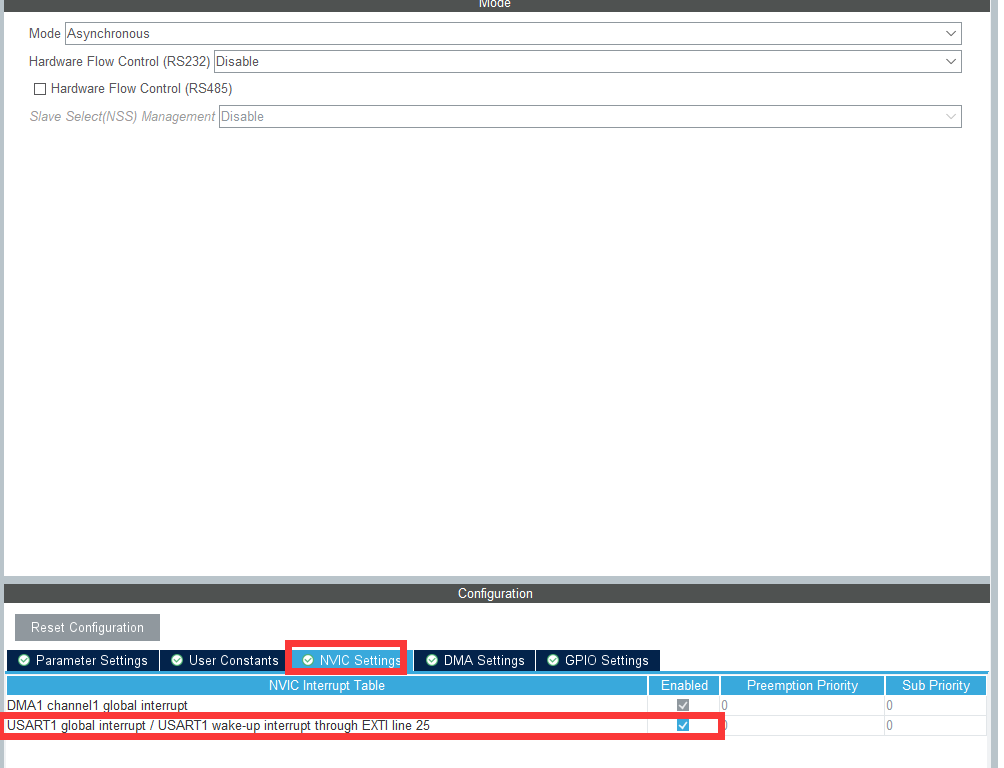 Mode
Mode Asynchronous
Hardware Flow Control (RS232) Disable
Hardware Flow Control (RS485)
Slave Select(NSS) Management Disable
Configuration
Reset Configuration
Parameter Settings User Constants NVIC Settings DMA Settings GPIO Settings
NVIC Interrupt Table Enabled Preemption Priority Sub Priority
DMA1 channel1 global interrupt 0 0
USART1 global interrupt / USART1 wake-up interrupt through EXTI line 25 0 0